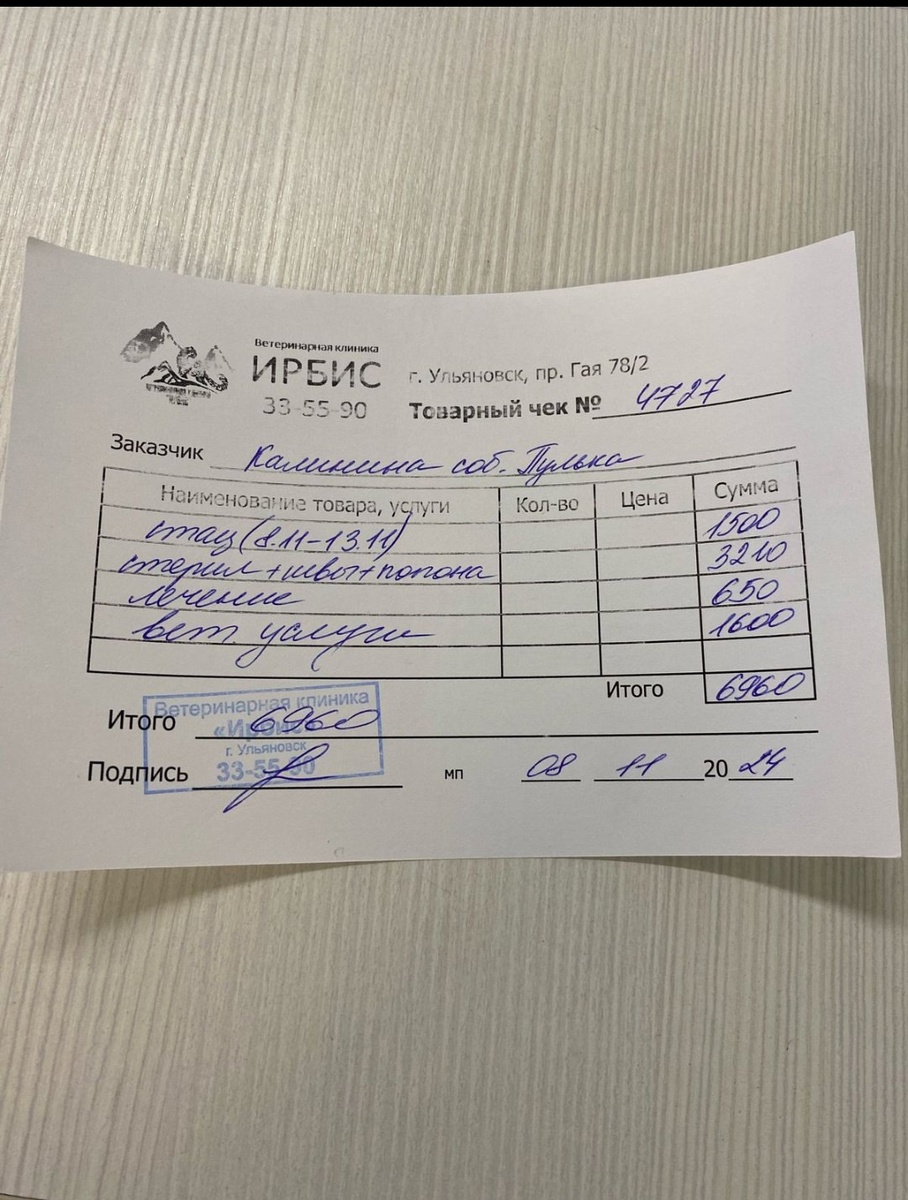 Ветеринарная клиника
ИРБИС
33-55-90
г. Ульяновск, пр. Гая 78/2
Товарный чек № 4727
Заказчик Калинина соб. Пулька
Наименование товара, услуги Кол-во Цена Сумма
стац (8.11-13.11) 1500
стерил+швы+попона 3210
лечение 650
вет. услуги 1600
Итого 6960
Итого 6960
Ветеринарная клиника
«Ирбис»
г. Ульяновск
33-55-90
Подпись мп 08 11 2024